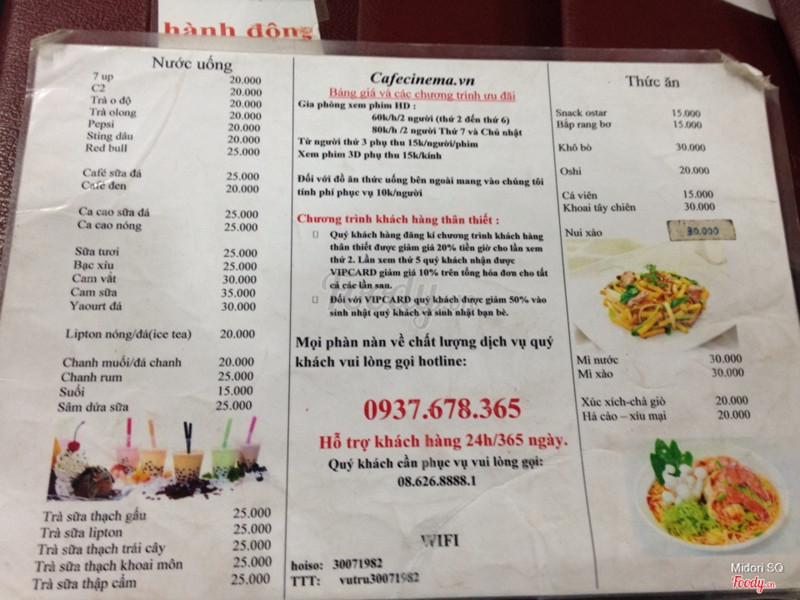 hành động
Nước uống
7 up 20.000
C2 20.000
Trà o độ 20.000
Trà olong 20.000
Pepsi 20.000
Sting dâu 20.000
Red bull 25.000
Café sữa đá 25.000
Café đen 20.000
Ca cao sữa đá 25.000
Ca cao nóng 25.000
Sữa tươi 25.000
Bạc xỉu 25.000
Cam vắt 30.000
Cam sữa 35.000
Yaourt đá 30.000
Lipton nóng/đá(ice tea) 20.000
Chanh muối/đá chanh 20.000
Chanh rum 25.000
Suối 15.000
Sâm dứa sữa 25.000
Trà sữa thạch gấu 25.000
Trà sữa lipton 25.000
Trà sữa thạch trái cây 25.000
Trà sữa thạch khoai môn 25.000
Trà sữa thập cẩm 25.000
Cafecinema.vn
Bảng giá và các chương trình ưu đãi
Gia phòng xem phim HD :
60k/h/2 người (thứ 2 đến thứ 6)
80k/h /2 người Thứ 7 và Chủ nhật
Từ người thứ 3 phụ thu 15k/người/phim
Xem phim 3D phụ thu 15k/kính
Đối với đồ ăn thức uống bên ngoài mang vào chúng tôi
tính phí phục vụ 10k/người
Chương trình khách hàng thân thiết :
Quý khách hàng đăng kí chương trình khách hàng
thân thiết được giảm giá 20% tiền giờ cho lần xem
thứ 2. Lần xem thứ 5 quý khách nhận được
VIPCARD giảm giá 10% trên tổng hóa đơn cho tất
cả các lần sau.
Đối với VIPCARD quý khách được giảm 50% vào
sinh nhật quý khách và sinh nhật bạn bè.
Mọi phàn nàn về chất lượng dịch vụ quý
khách vui lòng gọi hotline:
0937.678.365
Hỗ trợ khách hàng 24h/365 ngày.
Quý khách cần phục vụ vui lòng gọi:
08.626.8888.1
WIFI
hoiso: 30071982
TTT: vutru30071982
Thức ăn
Snack ostar 15.000
Bắp rang bơ 15.000
Khô bò 30.000
Oshi 20.000
Cá viên 15.000
Khoai tây chiên 30.000
Nui xào 30.000
Mì nước 30.000
Mì xào 30.000
Xúc xích-chả giò 20.000
Há cảo – xíu mại 20.000
Foody.vn
Midori SQ
Foody.vn